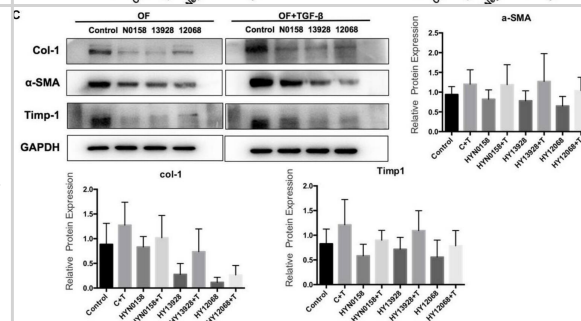 C
OF
OF+TGF-β
Control N0158 13928 12068
Control N0158 13928 12068
Col-1
α-SMA
Timp-1
GAPDH
a-SMA
Relative Protein Expression
2.5
2.0
1.5
1.0
0.5
0.0
Control
C+T
HYN0158
HYN0158+T
HY13928
HY13928+T
HY12068
HY12068+T
col-1
Relative Protein Expression
2.0
1.5
1.0
0.5
0.0
Control
C+T
HYN0158
HYN0158+T
HY13928
HY13928+T
HY12068
HY12068+T
Timp1
Relative Protein Expression
2.0
1.5
1.0
0.5
0.0
Control
C+T
HYN0158
HYN0158+T
HY13928
HY13928+T
HY12068
HY12068+T